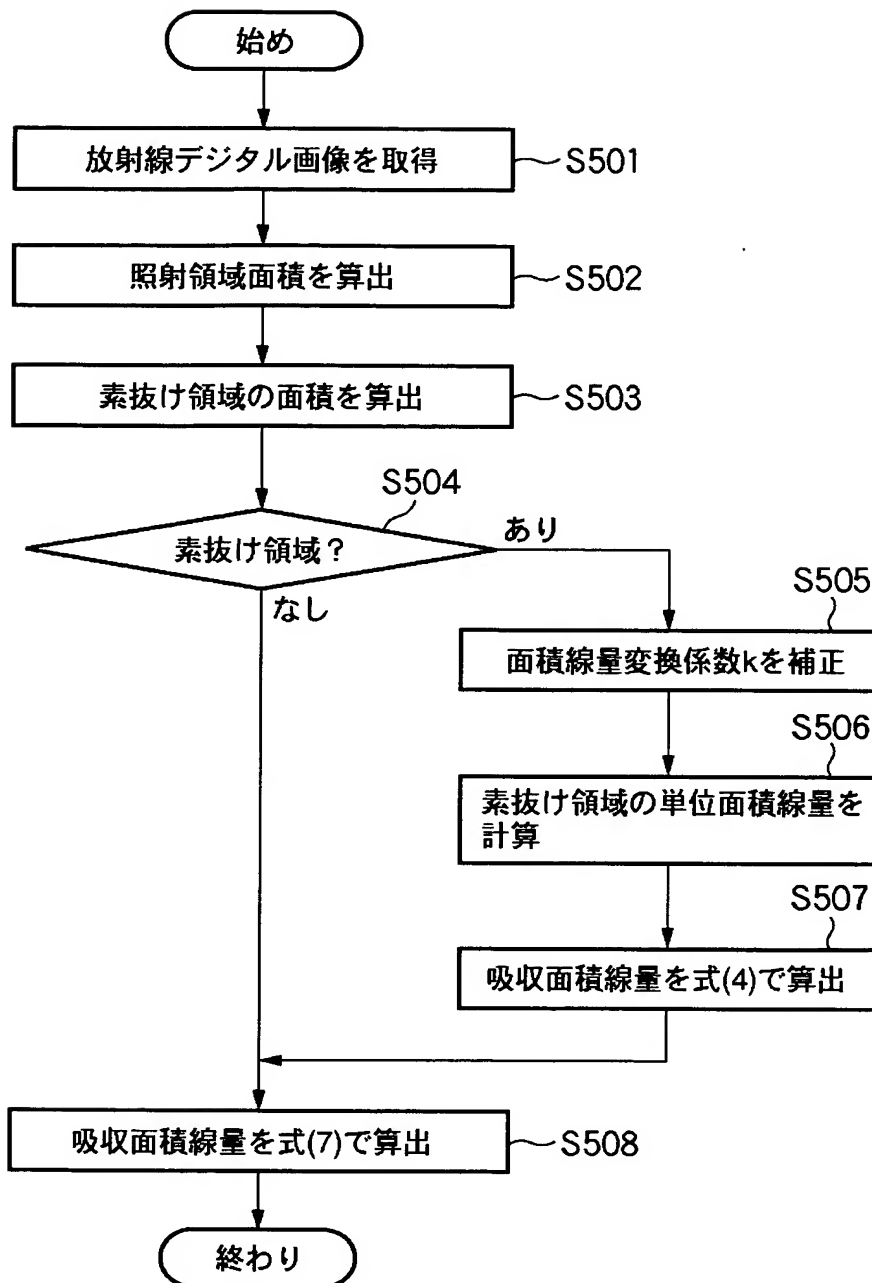 始め
放射線デジタル画像を取得
S501
照射領域面積を算出
S502
素抜け領域の面積を算出
S503
S504
素抜け領域?
あり
なし
S505
面積線量変換係数kを補正
S506
素抜け領域の単位面積線量を
計算
S507
吸収面積線量を式(4)で算出
吸収面積線量を式(7)で算出
S508
終わり